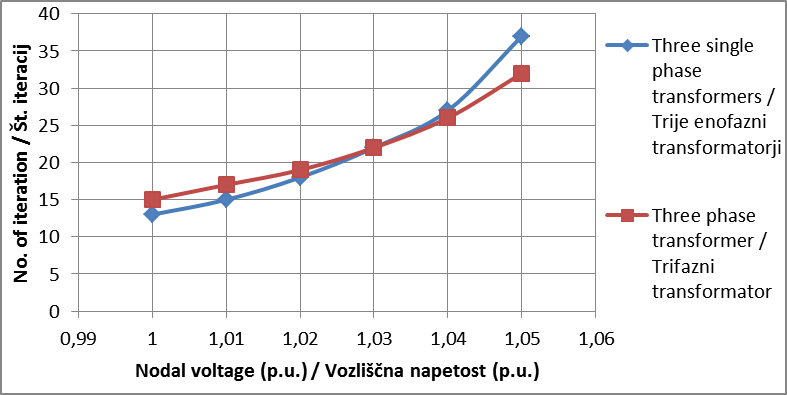 40
35
30
25
20
15
10
5
0
No. of iteration / Št. iteracij
0,99 1 1,01 1,02 1,03 1,04 1,05 1,06
Nodal voltage (p.u.) / Vozliščna napetost (p.u.)
Three single
phase
transformers /
Trije enofazni
transformatorji
Three phase
transformer /
Trifazni
transformator